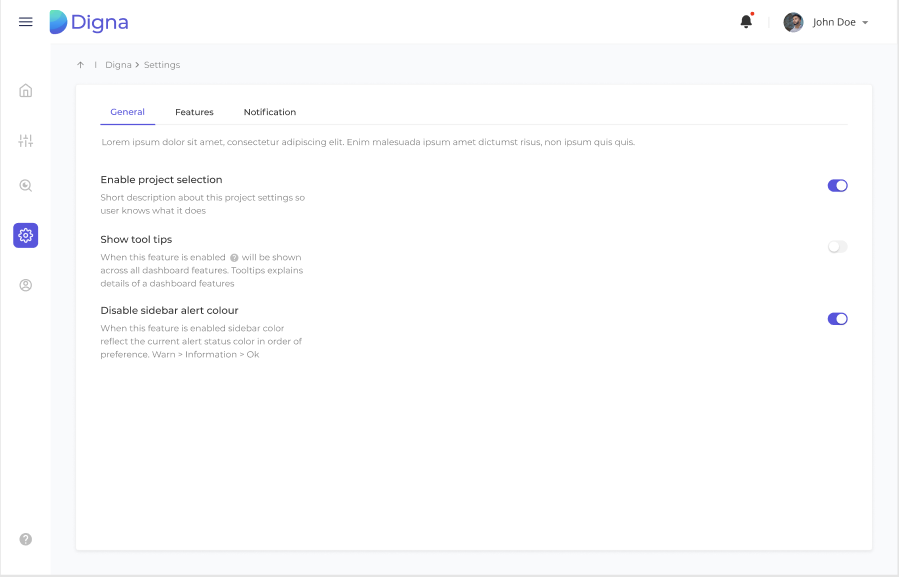 Digna
John Doe
Digna > Settings
General Features Notification
Lorem ipsum dolor sit amet, consectetur adipiscing elit. Enim malesuada ipsum amet dictumst risus, non ipsum quis quis.
Enable project selection
Short description about this project settings so
user knows what it does
Show tool tips
When this feature is enabled ? will be shown
across all dashboard features. Tooltips explains
details of a dashboard features
Disable sidebar alert colour
When this feature is enabled sidebar color
reflect the current alert status color in order of
preference. Warn > Information > Ok
?